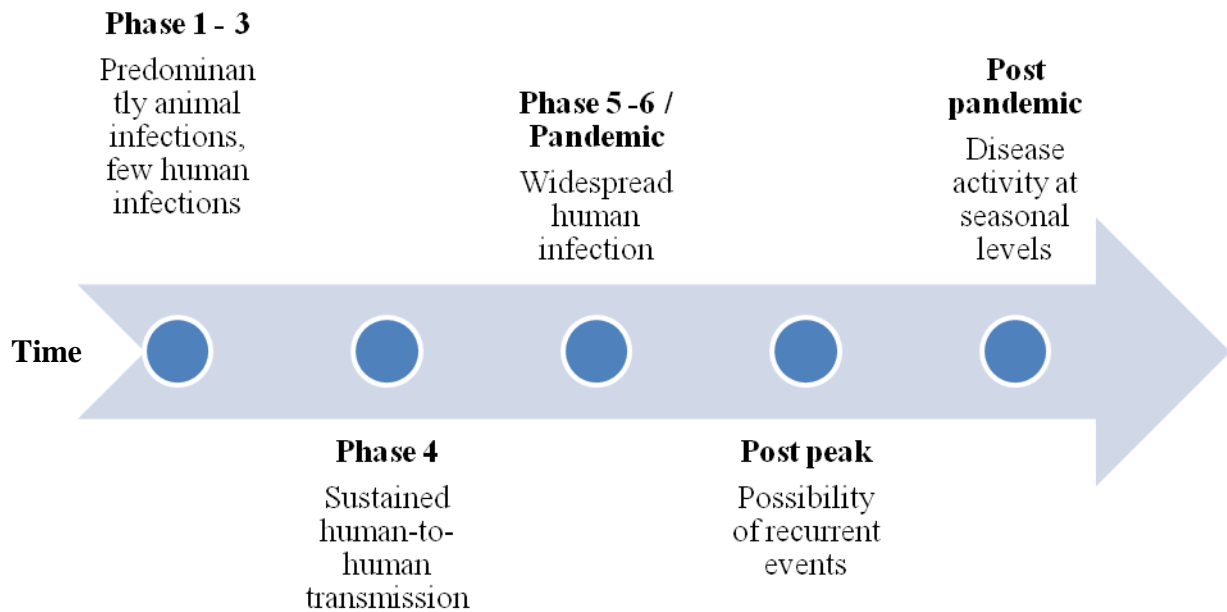 Phase 1 - 3
Predominan
tly animal
infections,
few human
infections
Phase 5 -6 /
Pandemic
Widespread
human
infection
Post
pandemic
Disease
activity at
seasonal
levels
Time
Phase 4
Sustained
human-to-
human
transmission
Post peak
Possibility
of recurrent
events